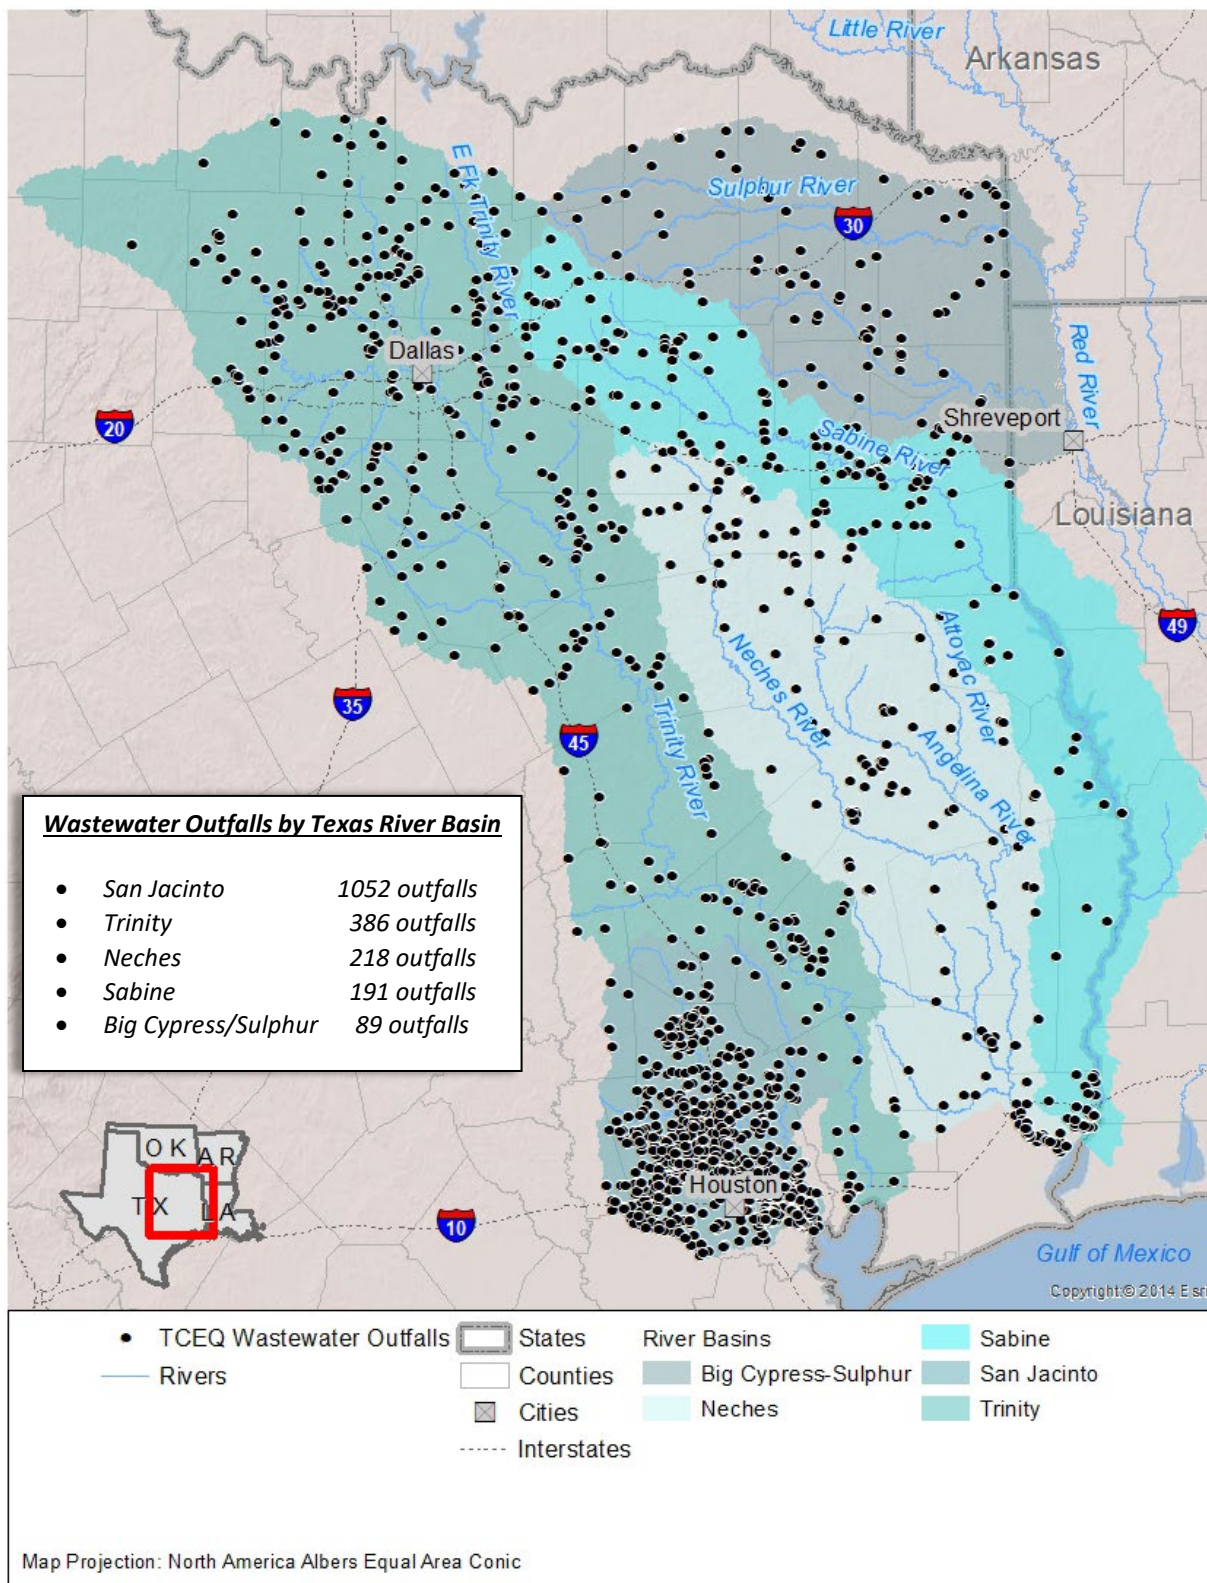 Little River
Arkansas
E Fk Trinity River
Sulphur River
30
Red River
Dallas
20
Shreveport
Sabine River
Louisiana
49
Attoyac River
Neches River
35
45
Trinity River
Angelina River
Wastewater Outfalls by Texas River Basin
• San Jacinto 1052 outfalls
• Trinity 386 outfalls
• Neches 218 outfalls
• Sabine 191 outfalls
• Big Cypress/Sulphur 89 outfalls
OK
AR
TX
LA
Houston
10
Gulf of Mexico
Copyright:© 2014 Esri
TCEQ Wastewater Outfalls
States
River Basins
Sabine
Rivers
Counties
Big Cypress-Sulphur
San Jacinto
Cities
Neches
Trinity
Interstates
Map Projection: North America Albers Equal Area Conic